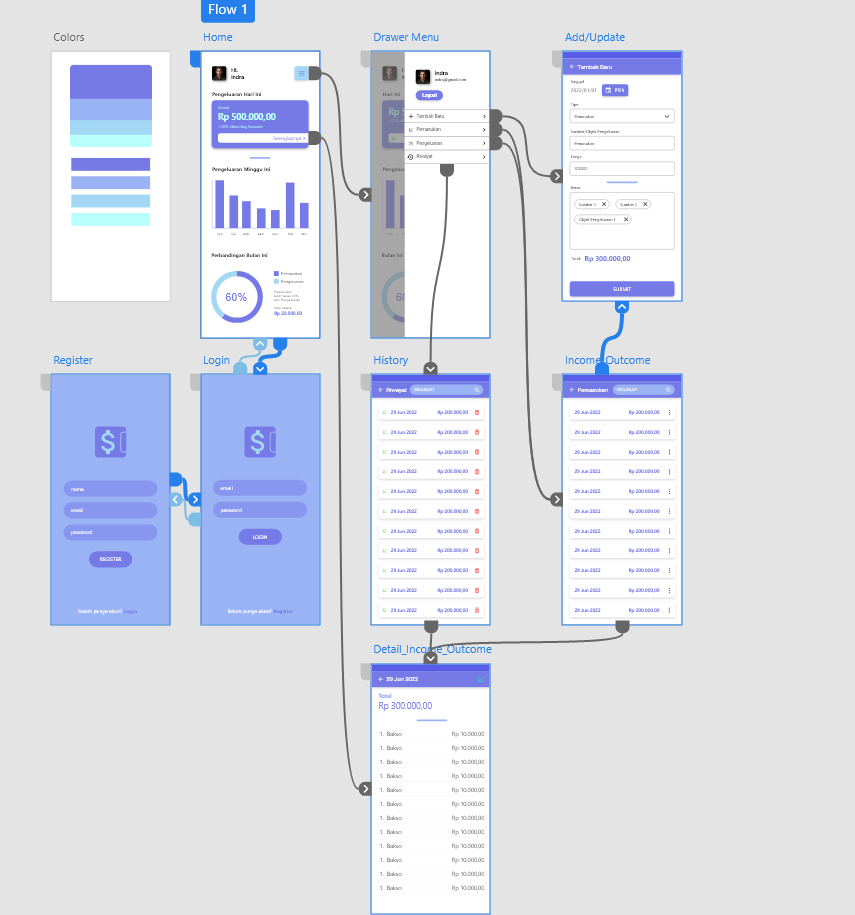 Flow 1
Colors
Home
Hi,
Indra
Pengeluaran Hari Ini
Rp 500.000,00
Selengkapnya >
Pengeluaran Minggu Ini
Perbandingan Bulan Ini
60%
Pemasukan
Pengeluaran
Rp 20.000,00
Drawer Menu
Indra
indra@gmail.com
Logout
Tambah Baru
Pemasukan
Pengeluaran
Riwayat
Add/Update
Tambah Baru
Tanggal
2022/01/01
Pilih
Tipe
Pemasukan
Sumber/Objek Pengeluaran
Pemasukan
Harga
Items
Sumber 1
Sumber 2
Objek Pengeluaran 1
Total: Rp 300.000,00
SUBMIT
Register
name
email
password
REGISTER
Sudah punya akun? Login
Login
email
password
LOGIN
Belum punya akun? Register
History
Riwayat
2022/01/01
29 Jun 2022 Rp 200.000,00
29 Jun 2022 Rp 200.000,00
29 Jun 2022 Rp 200.000,00
29 Jun 2022 Rp 200.000,00
29 Jun 2022 Rp 200.000,00
29 Jun 2022 Rp 200.000,00
29 Jun 2022 Rp 200.000,00
29 Jun 2022 Rp 200.000,00
29 Jun 2022 Rp 200.000,00
29 Jun 2022 Rp 200.000,00
29 Jun 2022 Rp 200.000,00
Income_Outcome
Pemasukan
2022/01/01
29 Jun 2022 Rp 200.000,00
29 Jun 2022 Rp 200.000,00
29 Jun 2022 Rp 200.000,00
29 Jun 2022 Rp 200.000,00
29 Jun 2022 Rp 200.000,00
29 Jun 2022 Rp 200.000,00
29 Jun 2022 Rp 200.000,00
29 Jun 2022 Rp 200.000,00
29 Jun 2022 Rp 200.000,00
29 Jun 2022 Rp 200.000,00
29 Jun 2022 Rp 200.000,00
Detail_Income_Outcome
29 Jun 2022
Total
Rp 300.000,00
1. Bakso Rp 10.000,00
1. Bakso Rp 10.000,00
1. Bakso Rp 10.000,00
1. Bakso Rp 10.000,00
1. Bakso Rp 10.000,00
1. Bakso Rp 10.000,00
1. Bakso Rp 10.000,00
1. Bakso Rp 10.000,00
1. Bakso Rp 10.000,00
1. Bakso Rp 10.000,00
1. Bakso Rp 10.000,00
1. Bakso Rp 10.000,00